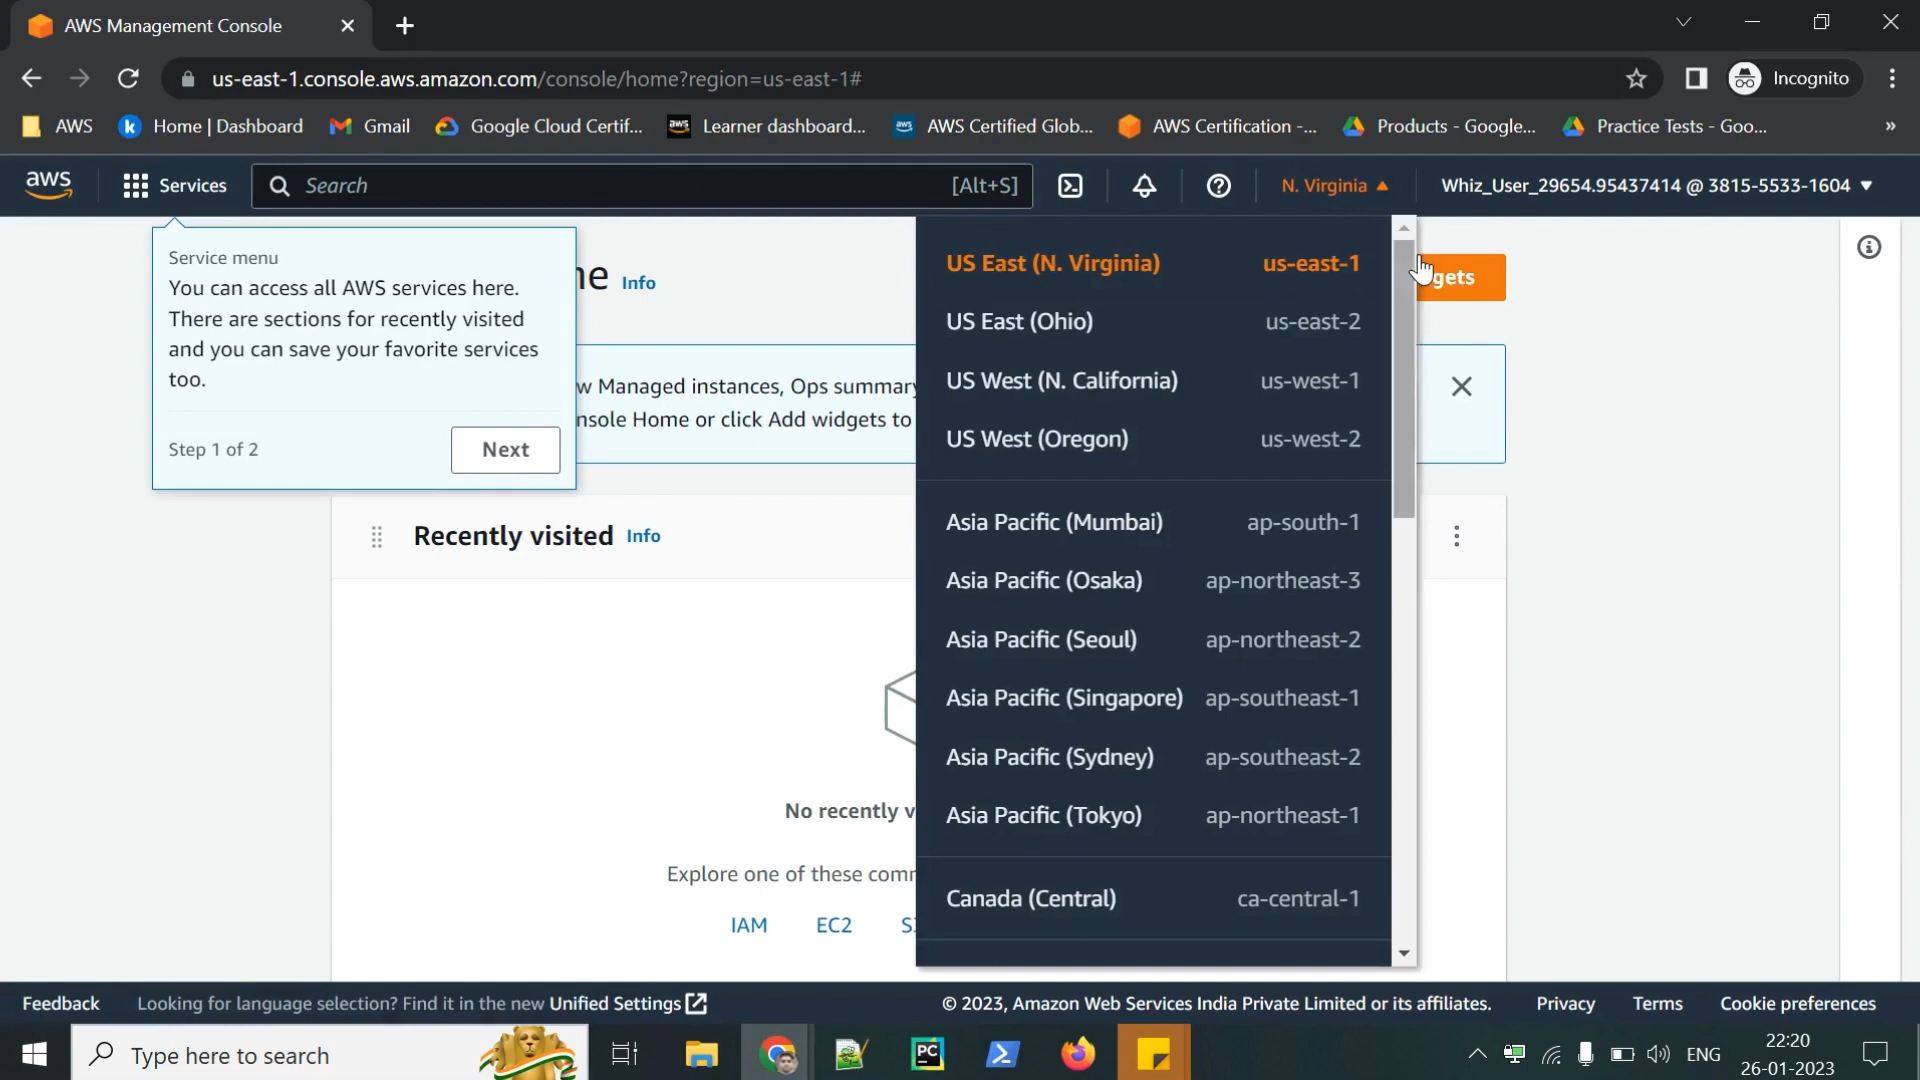 AWS Management Console
us-east-1.console.aws.amazon.com/console/home?region=us-east-1#
Incognito
AWS
Home | Dashboard
Gmail
Google Cloud Certif...
Learner dashboard...
AWS Certified Glob...
AWS Certification -...
Products - Google...
Practice Tests - Goo...
»
aws
Services
Search
[Alt+S]
N. Virginia
Whiz_User_29654.95437414 @ 3815-5533-1604
Service menu
You can access all AWS services here.
There are sections for recently visited
and you can save your favorite services
too.
Step 1 of 2
Next
Info
gets
w Managed instances, Ops summary
nsole Home or click Add widgets to
US East (N. Virginia) us-east-1
US East (Ohio) us-east-2
US West (N. California) us-west-1
US West (Oregon) us-west-2
Asia Pacific (Mumbai) ap-south-1
Asia Pacific (Osaka) ap-northeast-3
Asia Pacific (Seoul) ap-northeast-2
Asia Pacific (Singapore) ap-southeast-1
Asia Pacific (Sydney) ap-southeast-2
Asia Pacific (Tokyo) ap-northeast-1
Canada (Central) ca-central-1
Recently visited Info
No recently v
Explore one of these comm
IAM
EC2
Feedback
Looking for language selection? Find it in the new Unified Settings
© 2023, Amazon Web Services India Private Limited or its affiliates.
Privacy
Terms
Cookie preferences
Type here to search
PC
ENG
22:20
26-01-2023